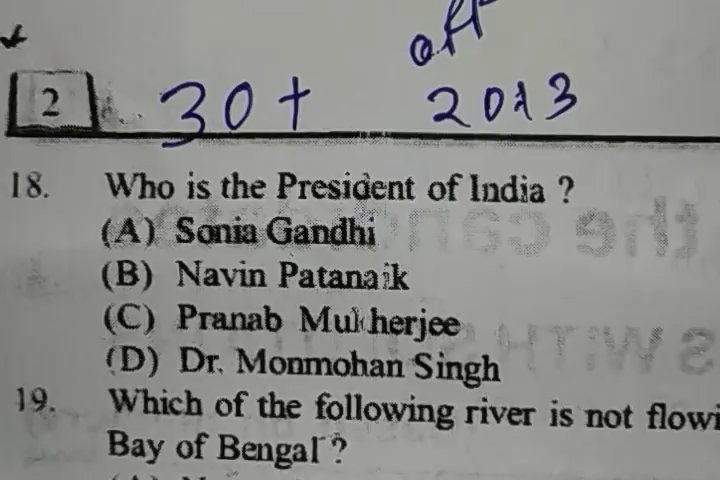 off
2 30+ 2013
18. Who is the President of India ?
(A) Sonia Gandhi
(B) Navin Patanaik
(C) Pranab Mukherjee
(D) Dr. Monmohan Singh
19. Which of the following river is not flowi
Bay of Bengal ?